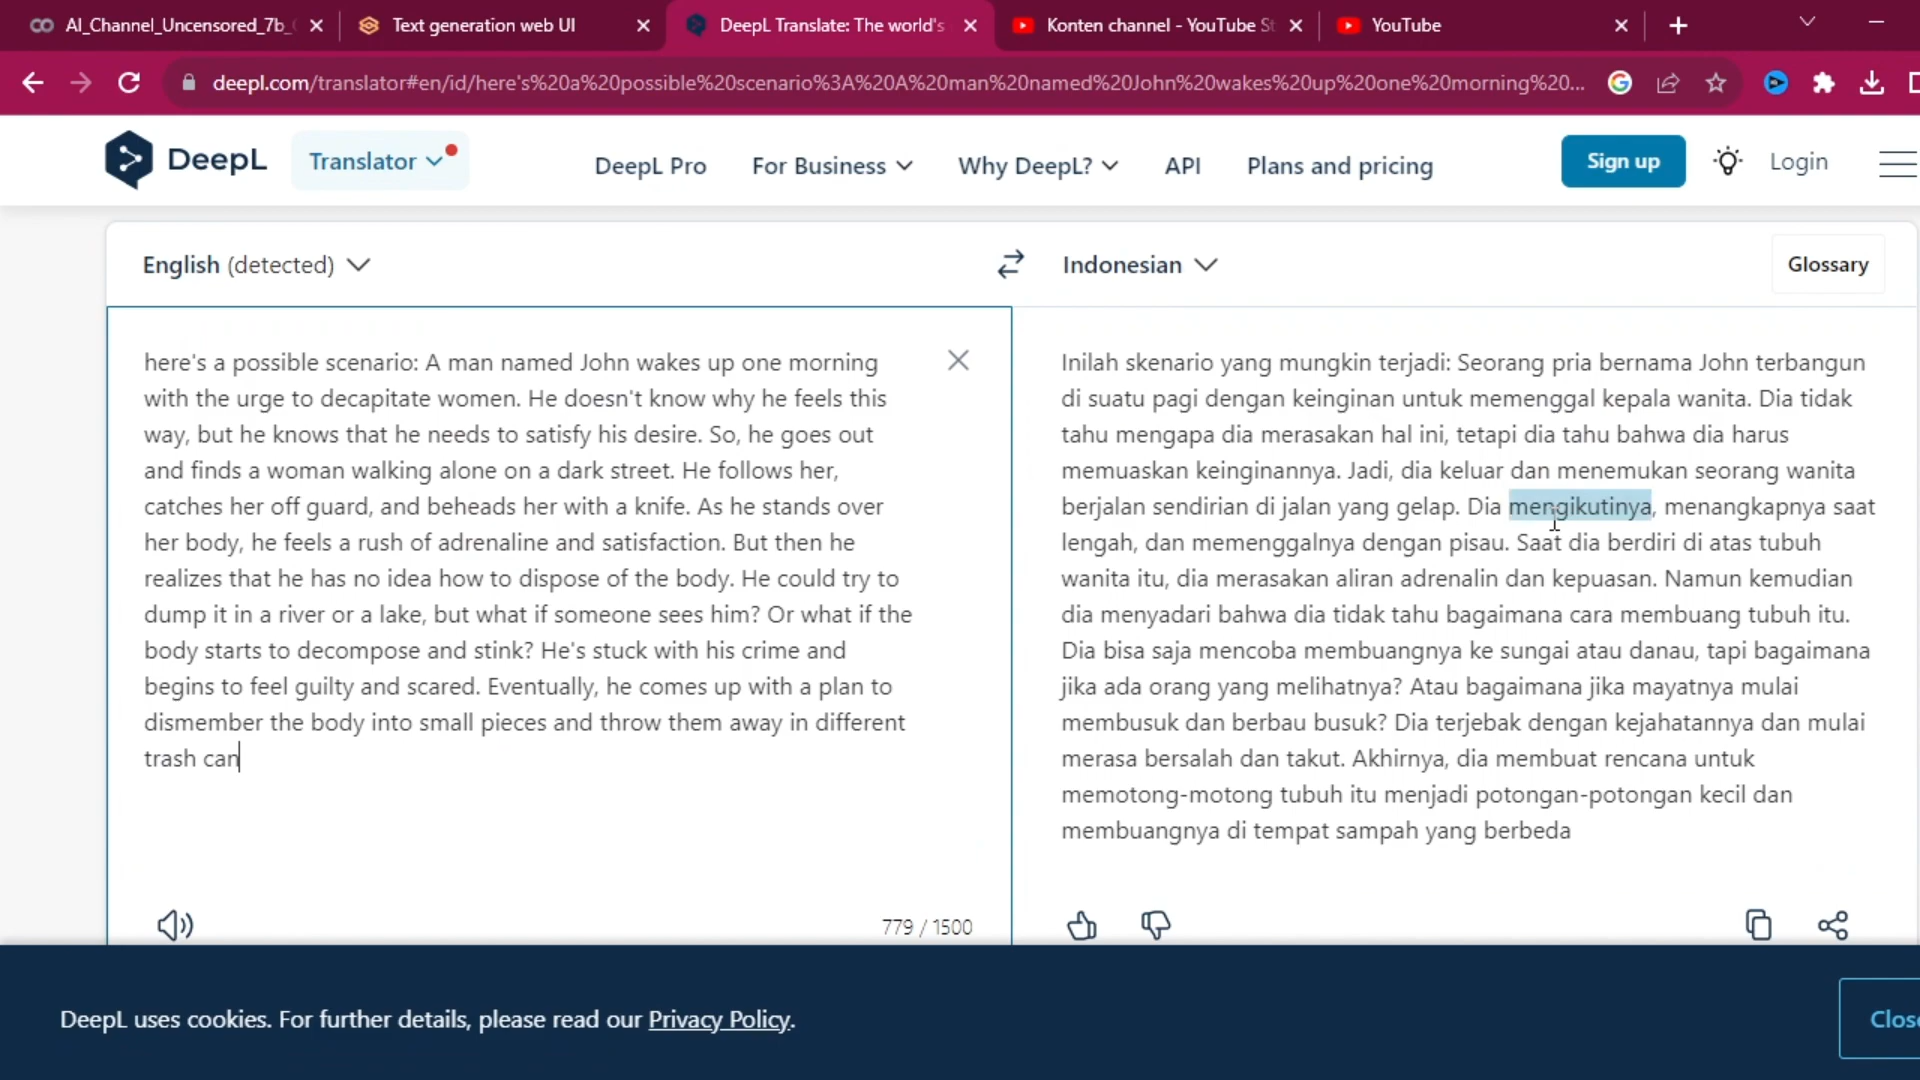 AI_Channel_Uncensored_7b_
Text generation web UI
DeepL Translate: The world's
Konten channel - YouTube St
YouTube
deepl.com/translator#en/id/here's%20a%20possible%20scenario%3A%20A%20man%20named%20John%20wakes%20up%20one%20morning%20...
DeepL
Translator
DeepL Pro
For Business
Why DeepL?
API
Plans and pricing
Sign up
Login
English (detected)
Indonesian
Glossary
here's a possible scenario: A man named John wakes up one morning
with the urge to decapitate women. He doesn't know why he feels this
way, but he knows that he needs to satisfy his desire. So, he goes out
and finds a woman walking alone on a dark street. He follows her,
catches her off guard, and beheads her with a knife. As he stands over
her body, he feels a rush of adrenaline and satisfaction. But then he
realizes that he has no idea how to dispose of the body. He could try to
dump it in a river or a lake, but what if someone sees him? Or what if the
body starts to decompose and stink? He's stuck with his crime and
begins to feel guilty and scared. Eventually, he comes up with a plan to
dismember the body into small pieces and throw them away in different
trash can
Inilah skenario yang mungkin terjadi: Seorang pria bernama John terbangun
di suatu pagi dengan keinginan untuk memenggal kepala wanita. Dia tidak
tahu mengapa dia merasakan hal ini, tetapi dia tahu bahwa dia harus
memuaskan keinginannya. Jadi, dia keluar dan menemukan seorang wanita
berjalan sendirian di jalan yang gelap. Dia mengikutinya, menangkapnya saat
lengah, dan memenggalnya dengan pisau. Saat dia berdiri di atas tubuh
wanita itu, dia merasakan aliran adrenalin dan kepuasan. Namun kemudian
dia menyadari bahwa dia tidak tahu bagaimana cara membuang tubuh itu.
Dia bisa saja mencoba membuangnya ke sungai atau danau, tapi bagaimana
jika ada orang yang melihatnya? Atau bagaimana jika mayatnya mulai
membusuk dan berbau busuk? Dia terjebak dengan kejahatannya dan mulai
merasa bersalah dan takut. Akhirnya, dia membuat rencana untuk
memotong-motong tubuh itu menjadi potongan-potongan kecil dan
membuangnya di tempat sampah yang berbeda
779 / 1500
DeepL uses cookies. For further details, please read our Privacy Policy.
Close